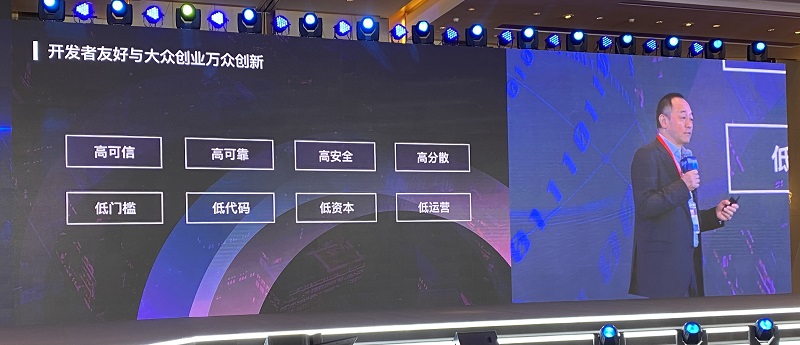 开发者友好与大众创业万众创新
高可信 高可靠 高安全 高分散
低门槛 低代码 低资本 低运营
低
01111011
01